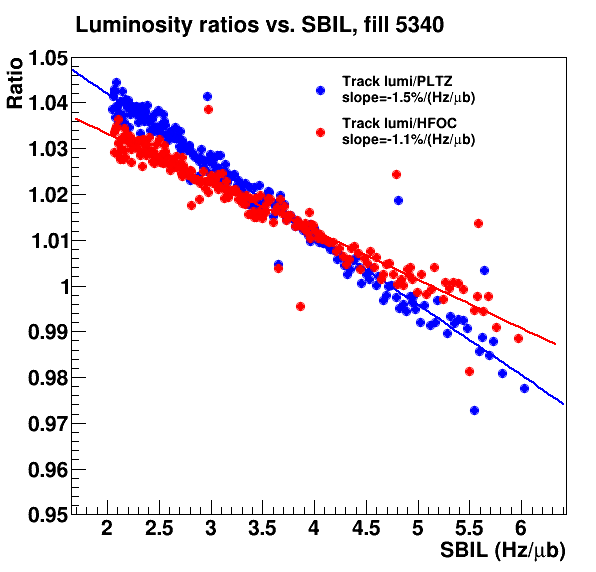 Luminosity ratios vs. SBIL, fill 5340
Ratio
Track lumi/PLTZ
slope=-1.5%/(Hz/μb)
Track lumi/HFOC
slope=-1.1%/(Hz/μb)
1.05
1.04
1.03
1.02
1.01
1
0.99
0.98
0.97
0.96
0.95
2 2.5 3 3.5 4 4.5 5 5.5 6
SBIL (Hz/μb)